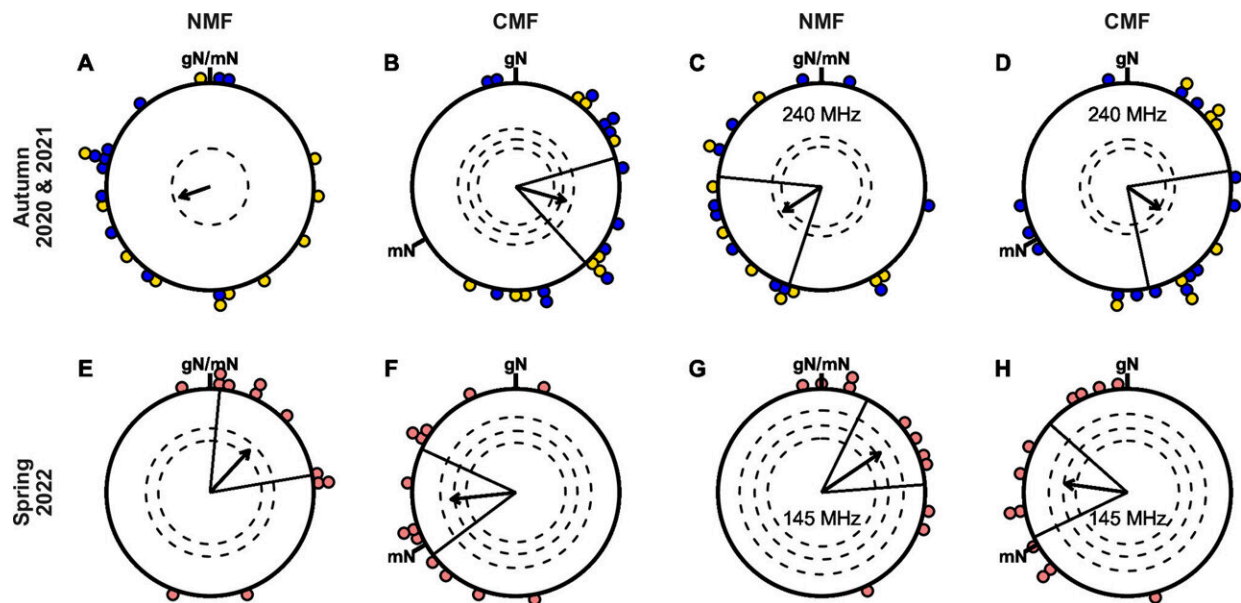 NMF CMF NMF CMF
A gN/mN B gN C gN/mN D gN
240 MHz 240 MHz
Autumn
2020 & 2021
mN mN
E gN/mN F gN G gN/mN H gN
Spring
2022
145 MHz 145 MHz
mN mN